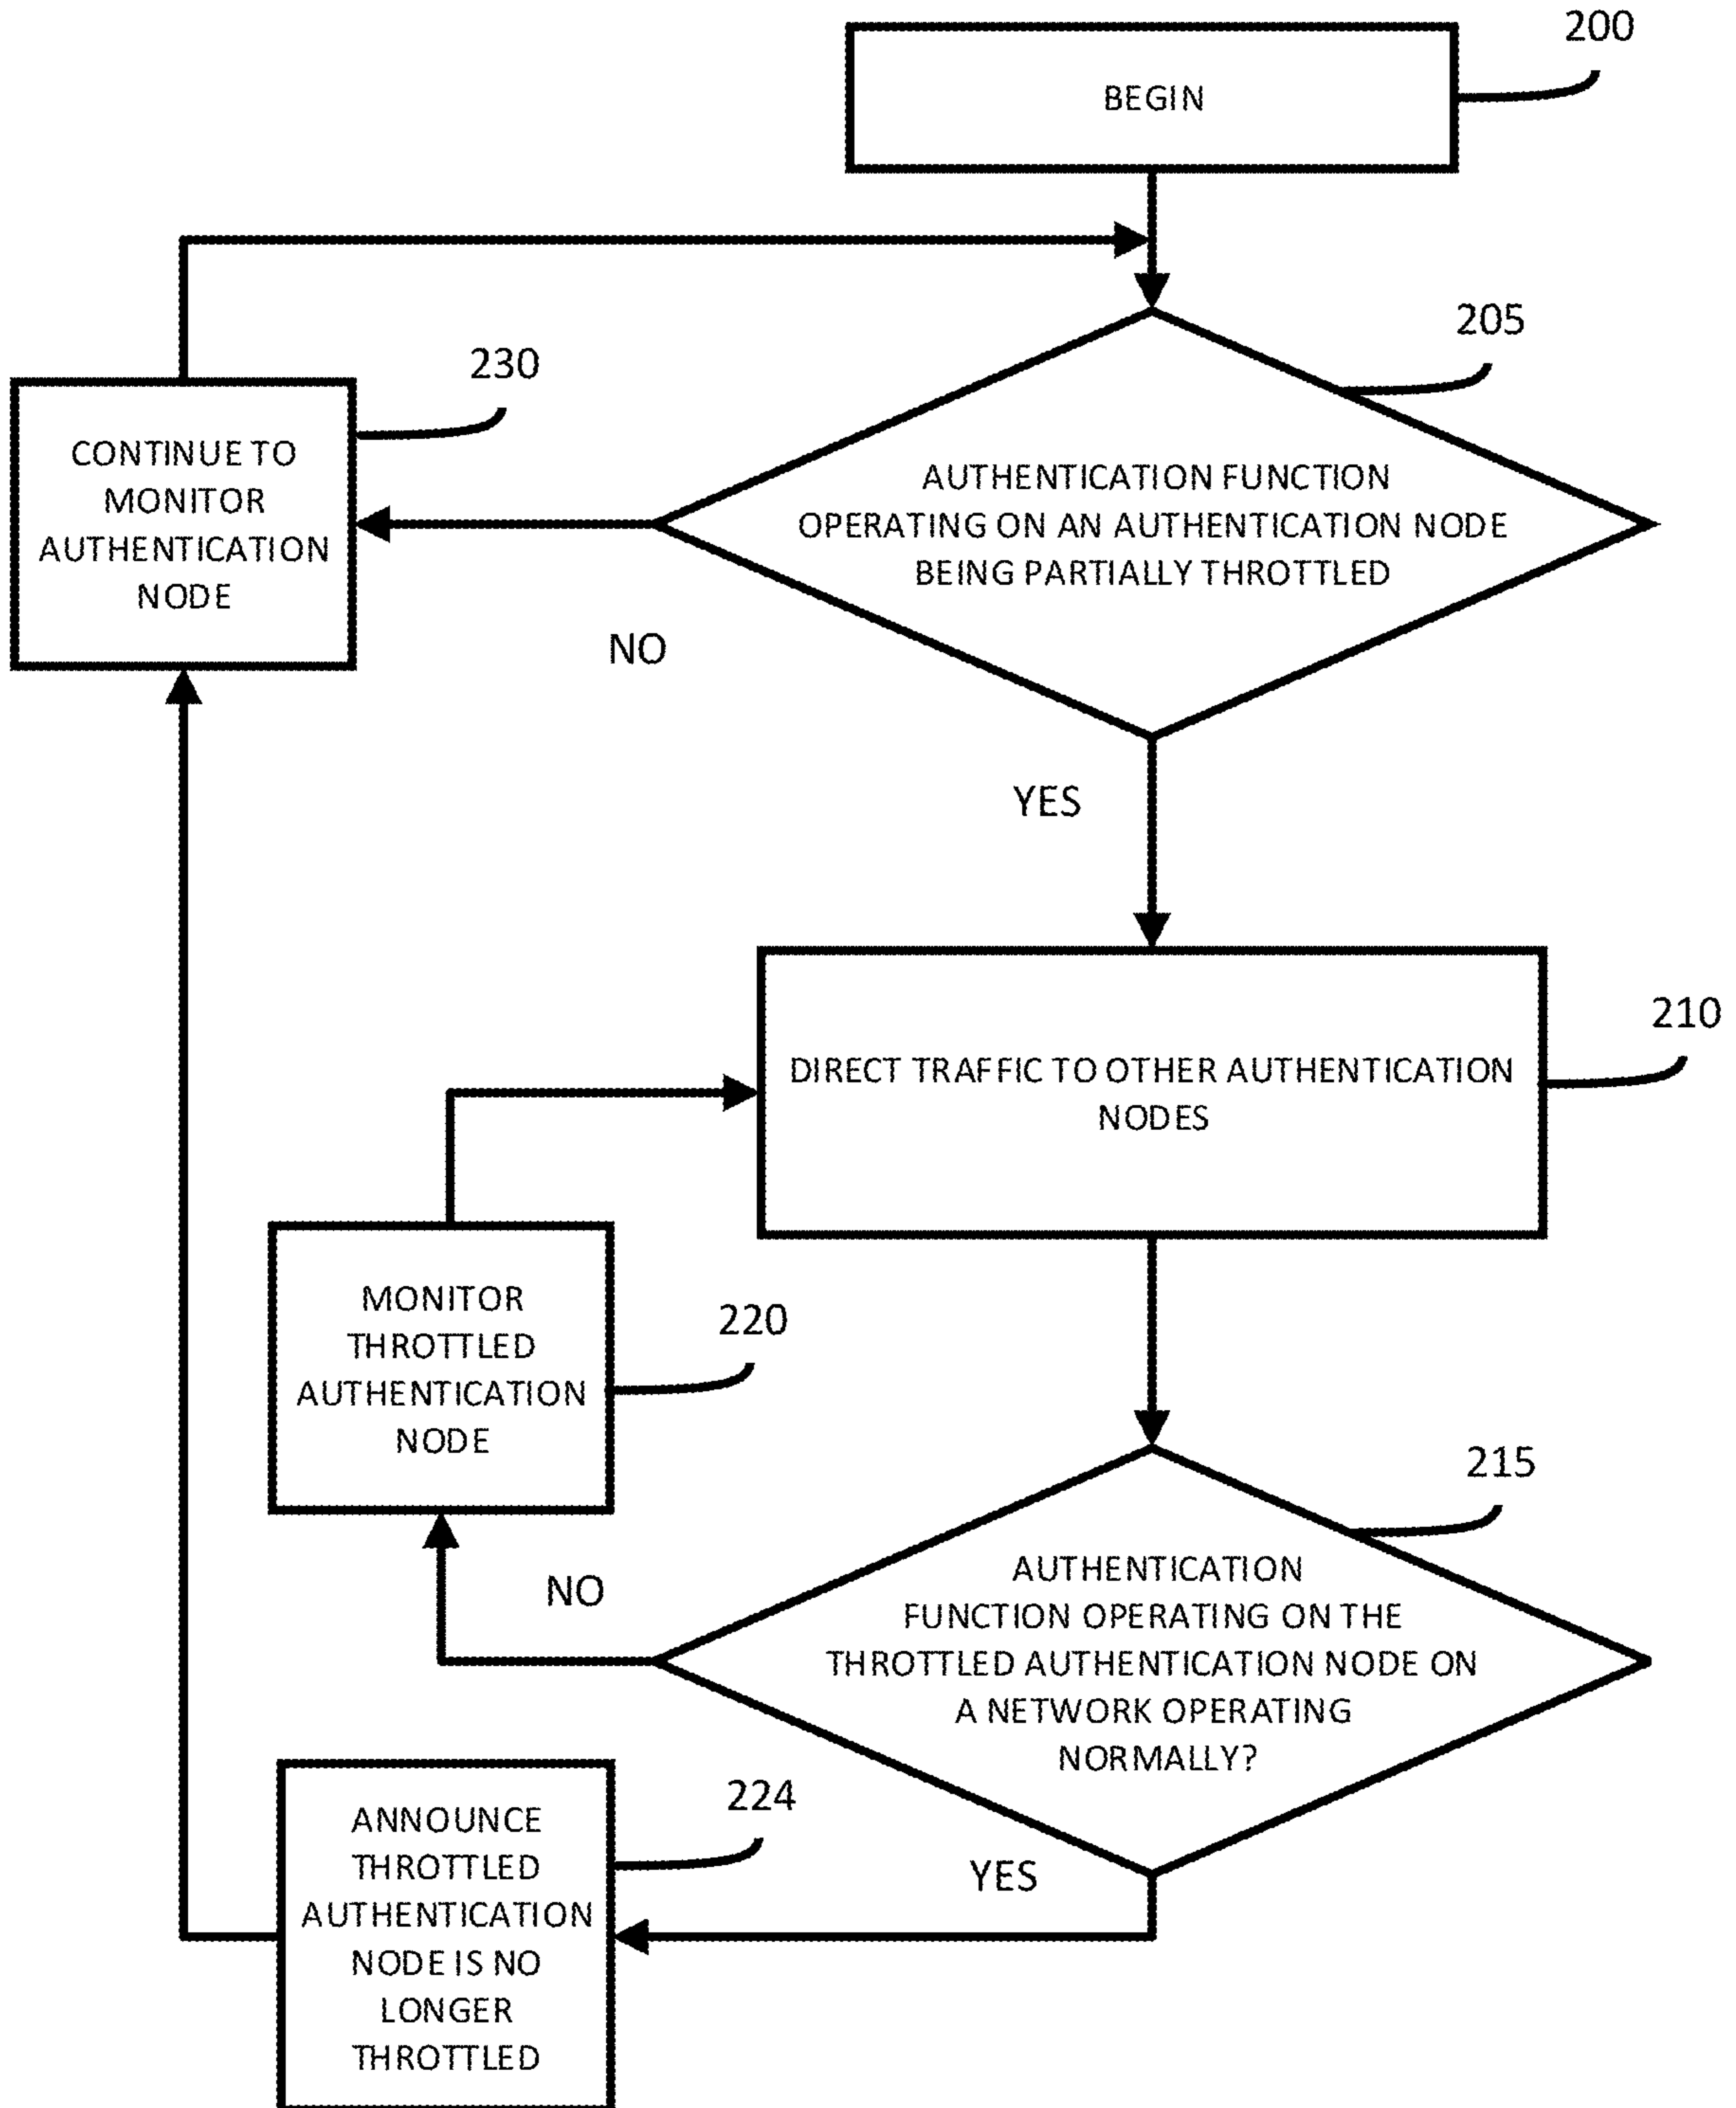 200
BEGIN
205
230
CONTINUE TO
MONITOR
AUTHENTICATION
NODE
AUTHENTICATION FUNCTION
OPERATING ON AN AUTHENTICATION NODE
BEING PARTIALLY THROTTLED
NO
YES
210
DIRECT TRAFFIC TO OTHER AUTHENTICATION
NODES
MONITOR
THROTTLED
AUTHENTICATION
NODE
220
215
AUTHENTICATION
FUNCTION OPERATING ON THE
THROTTLED AUTHENTICATION NODE ON
A NETWORK OPERATING
NORMALLY?
NO
YES
224
ANNOUNCE
THROTTLED
AUTHENTICATION
NODE IS NO
LONGER
THROTTLED